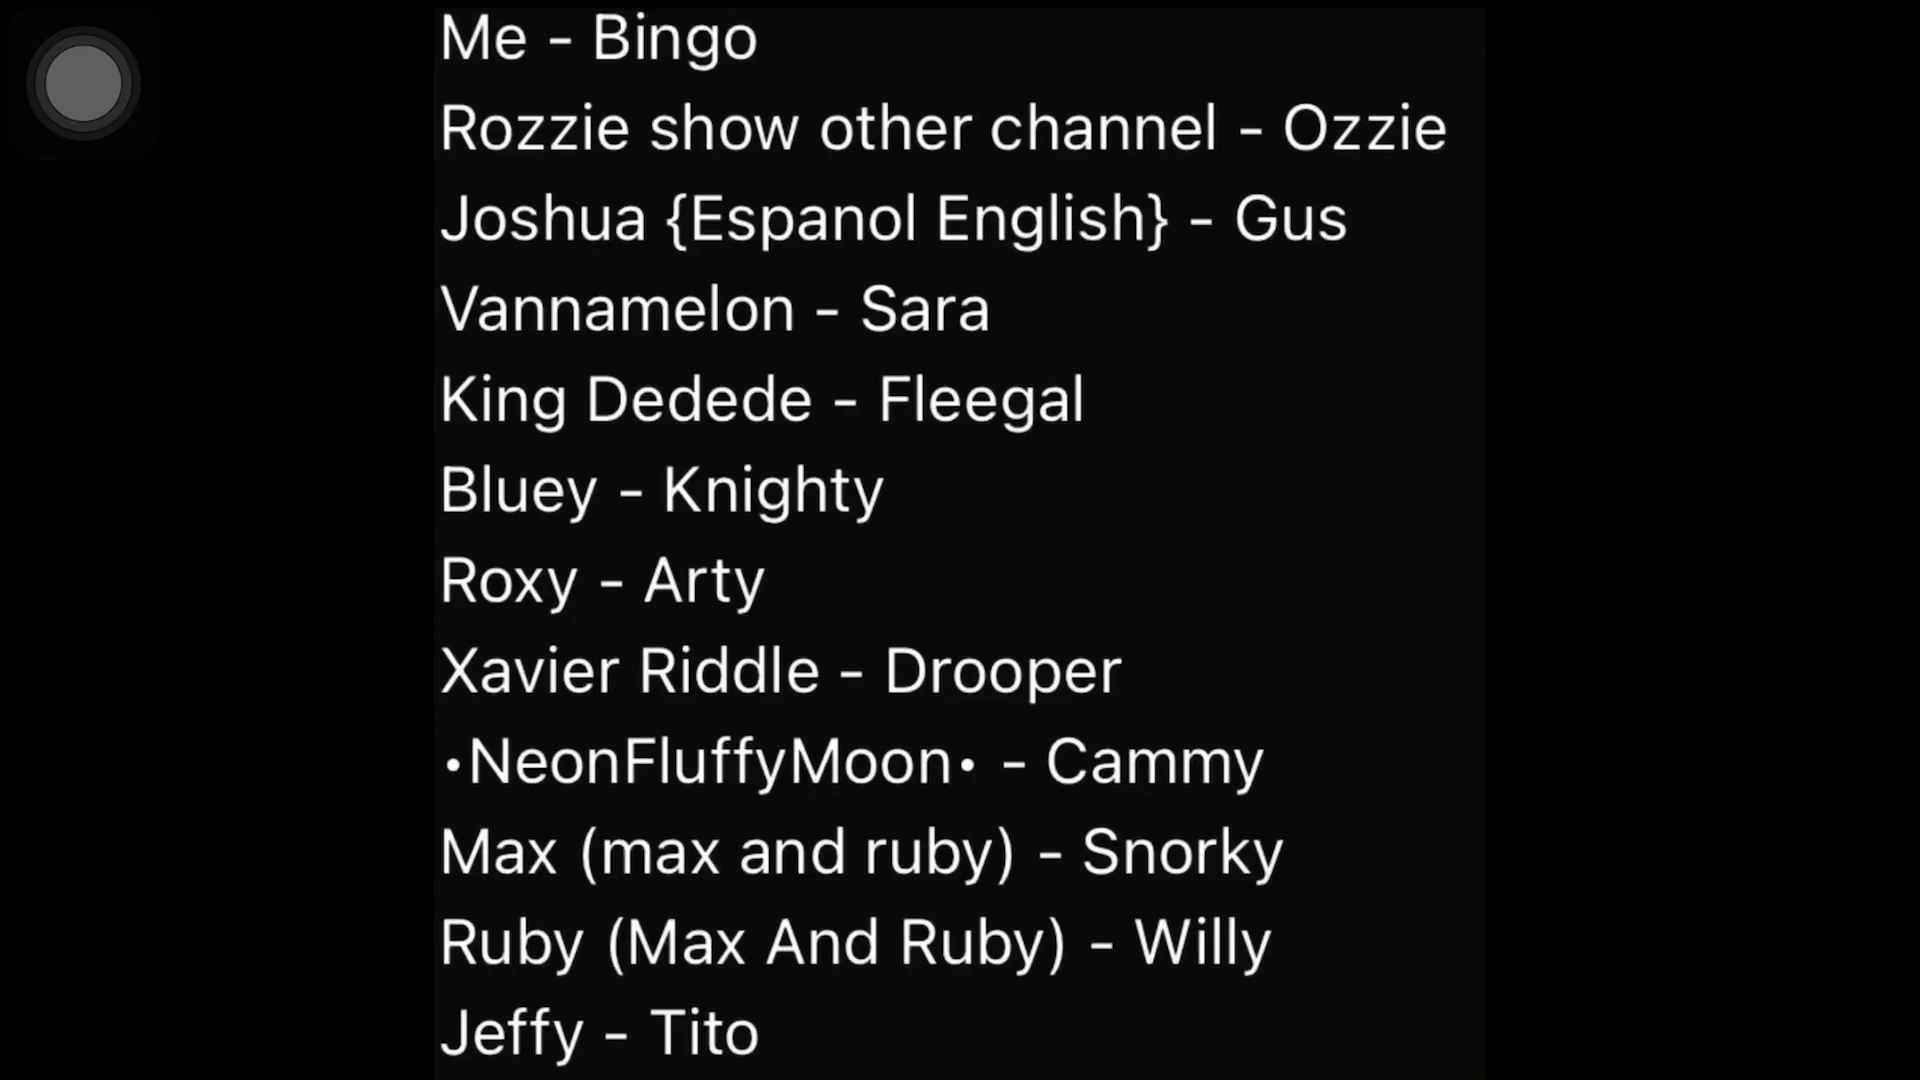 Me - Bingo
Rozzie show other channel - Ozzie
Joshua {Espanol English} - Gus
Vannamelon - Sara
King Dedede - Fleegal
Bluey - Knighty
Roxy - Arty
Xavier Riddle - Drooper
•NeonFluffyMoon• - Cammy
Max (max and ruby) - Snorky
Ruby (Max And Ruby) - Willy
Jeffy - Tito